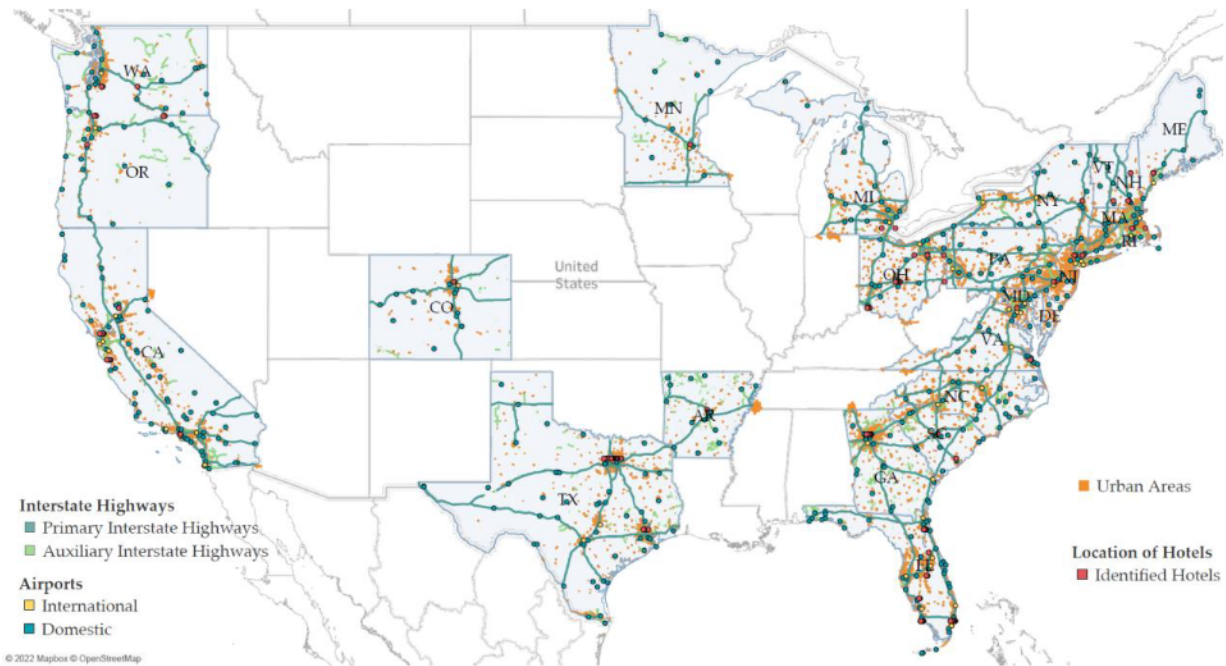 WA
MN
ME
OR
VT
NH
NY
MI
MA
RI
PA
United
States
OH
NJ
CO
MD
DE
VA
CA
NC
AR
SC
GA
TX
FL
Interstate Highways
Primary Interstate Highways
Auxiliary Interstate Highways
Airports
International
Domestic
Urban Areas
Location of Hotels
Identified Hotels
© 2022 Mapbox © OpenStreetMap